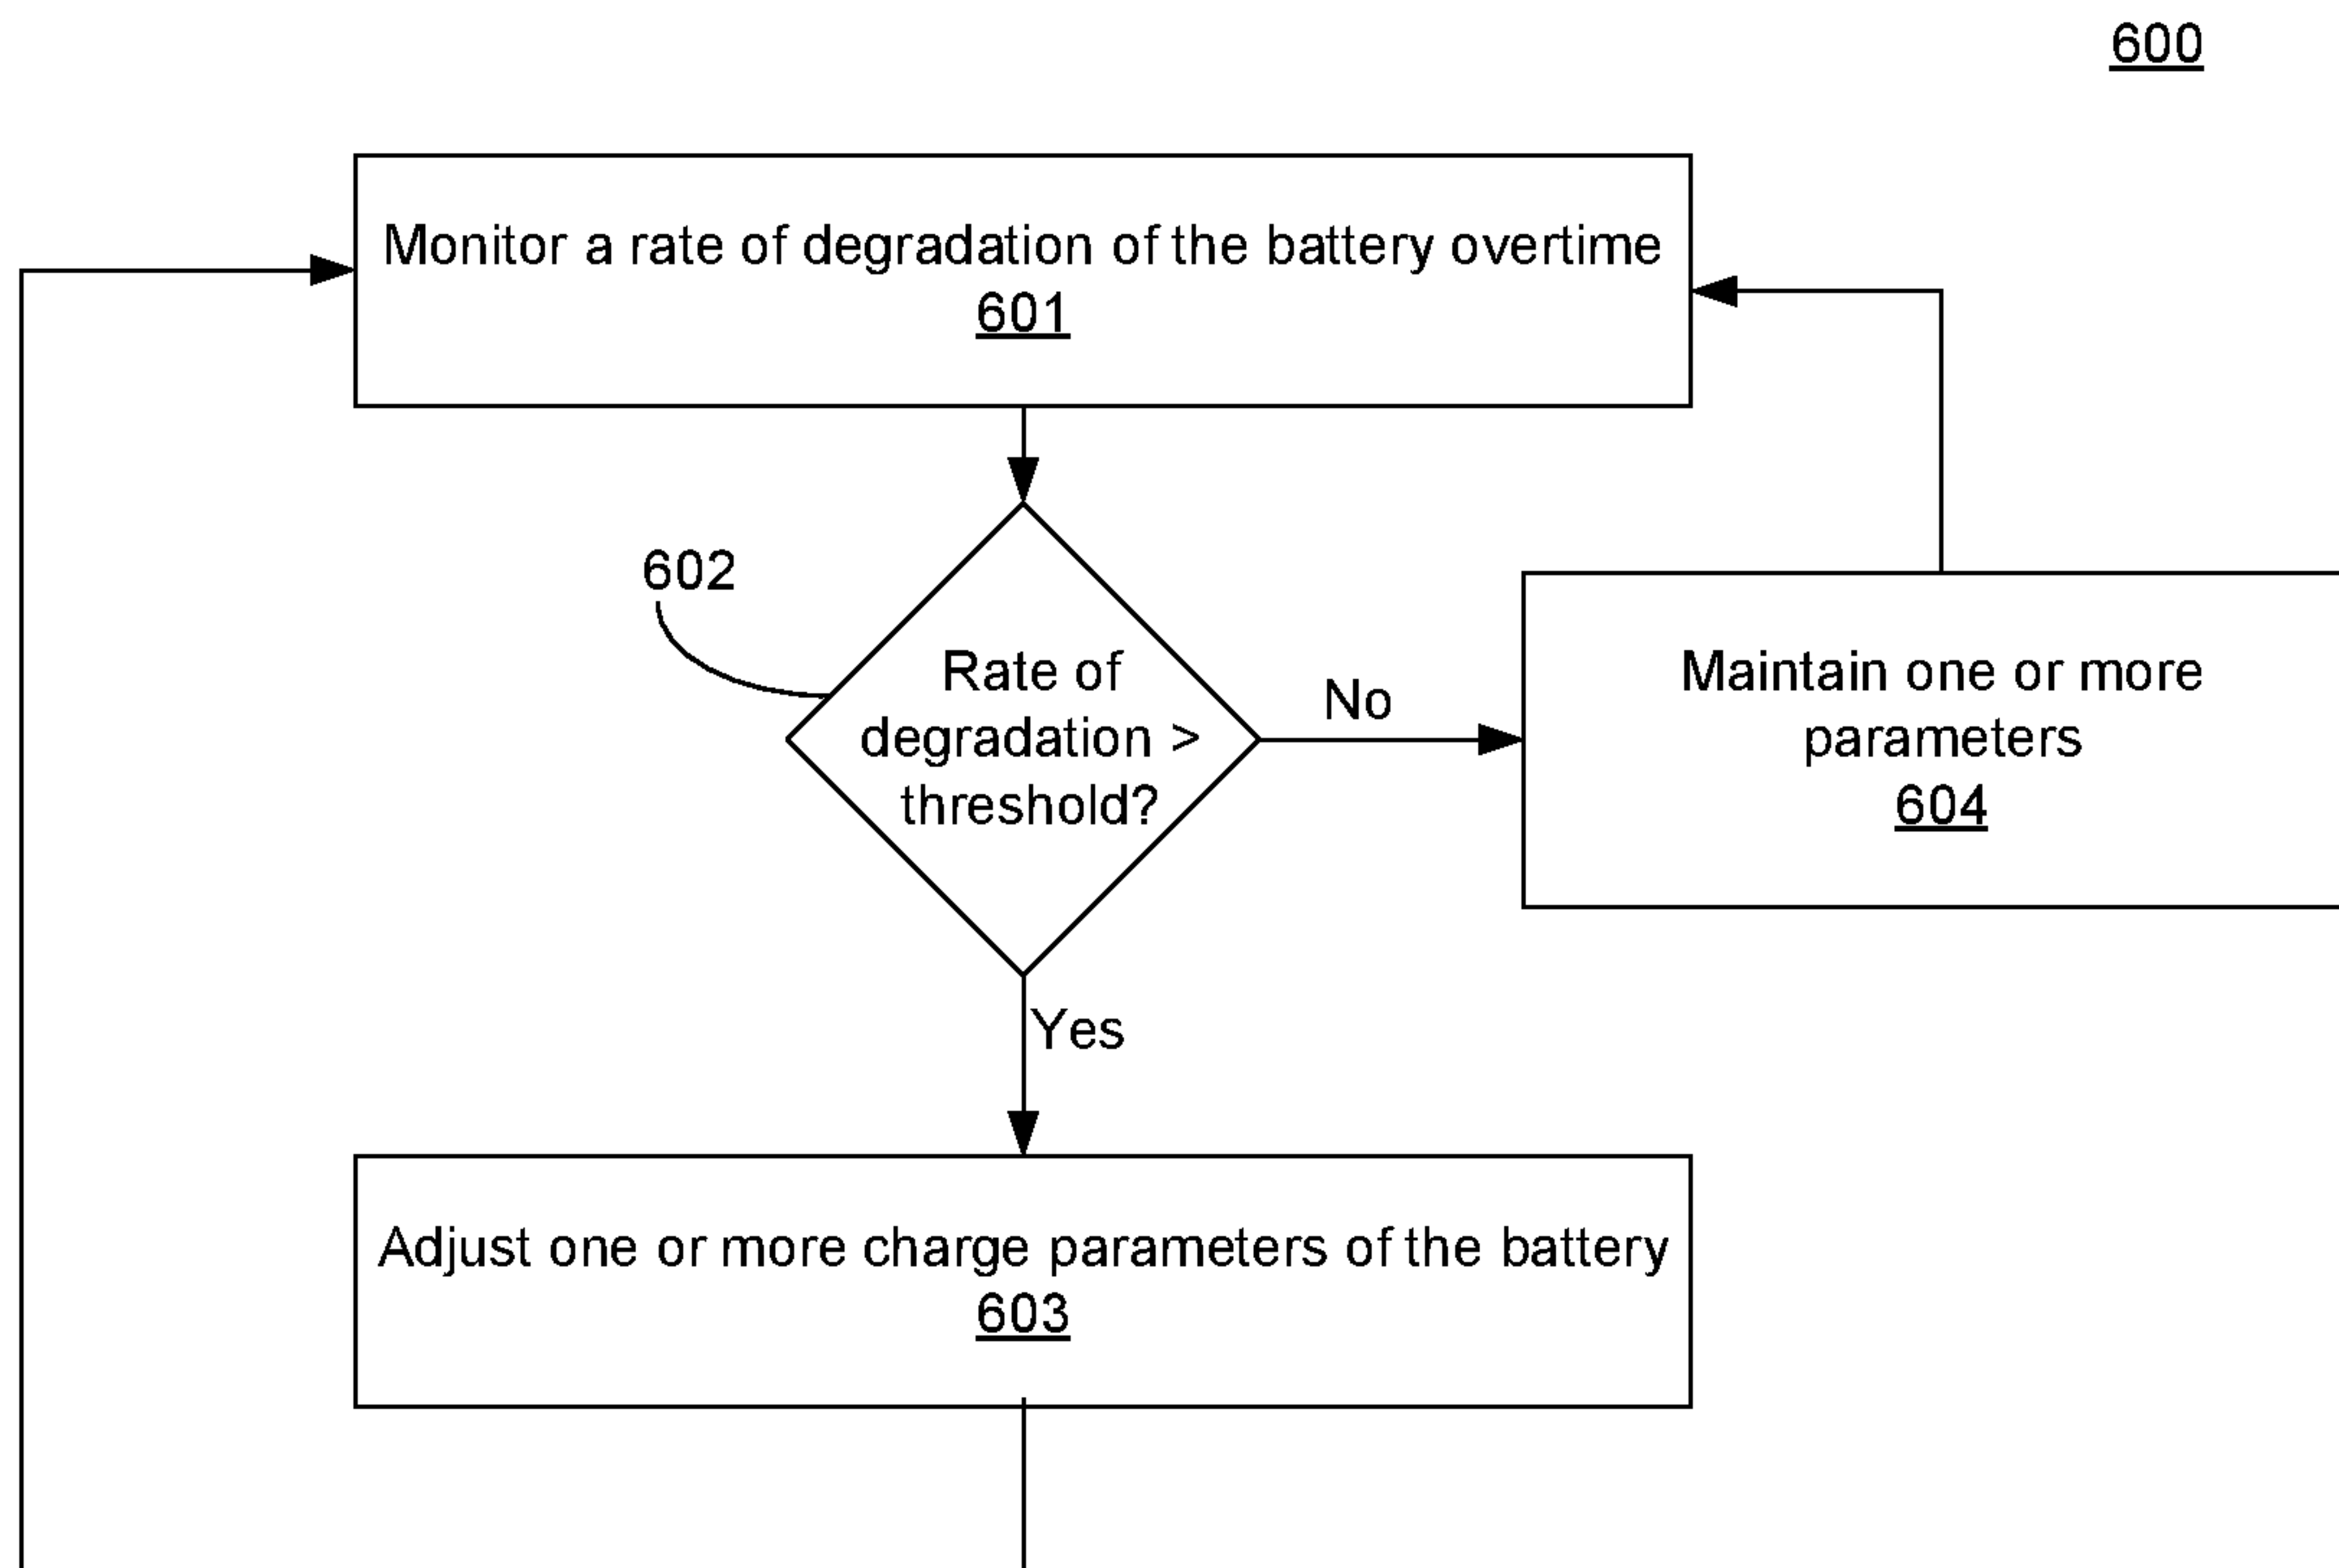 600
Monitor a rate of degradation of the battery overtime
601
602
Rate of
degradation >
threshold?
No
Maintain one or more
parameters
604
Yes
Adjust one or more charge parameters of the battery
603